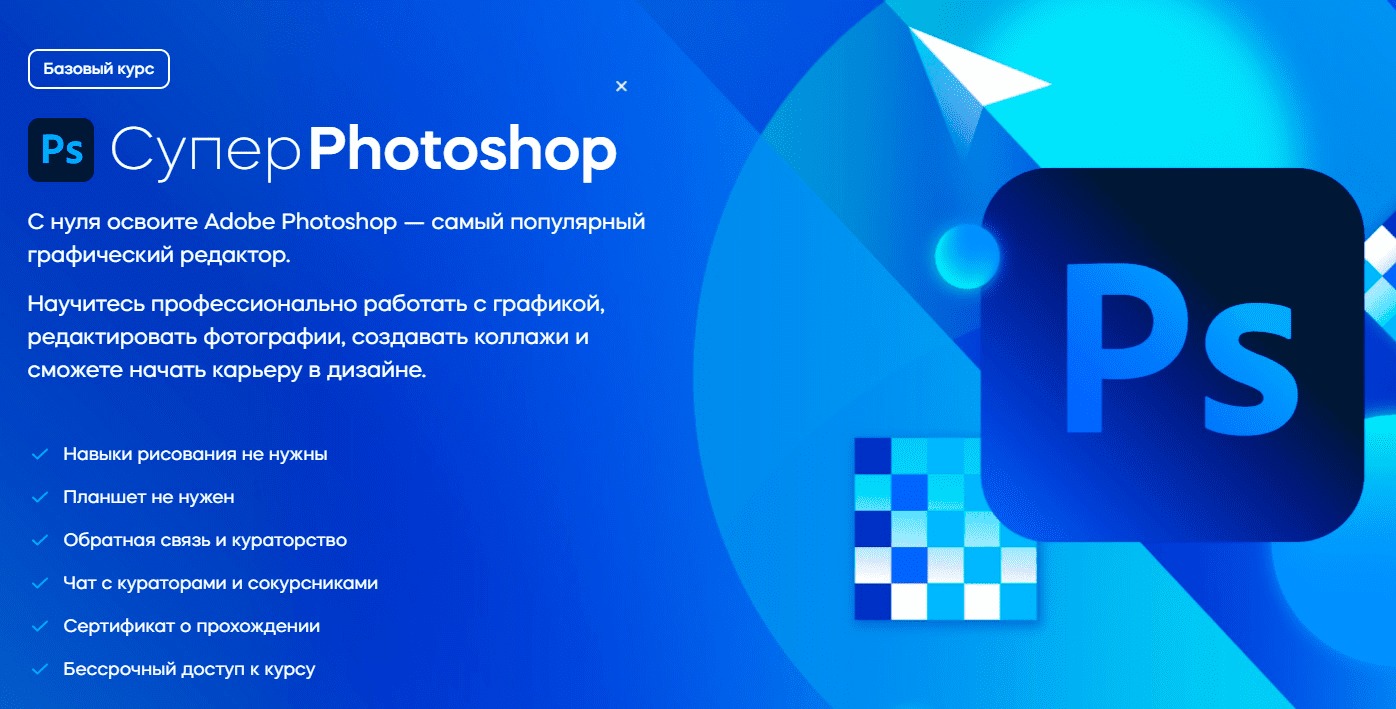 Базовый курс
Ps Супер Photoshop
С нуля освоите Adobe Photoshop — самый популярный
графический редактор.
Научитесь профессионально работать с графикой,
редактировать фотографии, создавать коллажи и
сможете начать карьеру в дизайне.
Навыки рисования не нужны
Планшет не нужен
Обратная связь и кураторство
Чат с кураторами и сокурсниками
Сертификат о прохождении
Бессрочный доступ к курсу
Ps